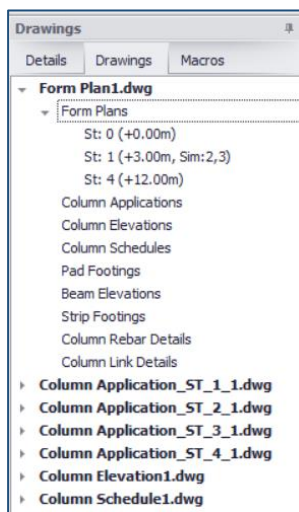 Drawings
Details Drawings Macros
Form Plan1.dwg
Form Plans
St: 0 (+0.00m)
St: 1 (+3.00m, Sim:2,3)
St: 4 (+12.00m)
Column Applications
Column Elevations
Column Schedules
Pad Footings
Beam Elevations
Strip Footings
Column Rebar Details
Column Link Details
Column Application_ST_1_1.dwg
Column Application_ST_2_1.dwg
Column Application_ST_3_1.dwg
Column Application_ST_4_1.dwg
Column Elevation1.dwg
Column Schedule1.dwg